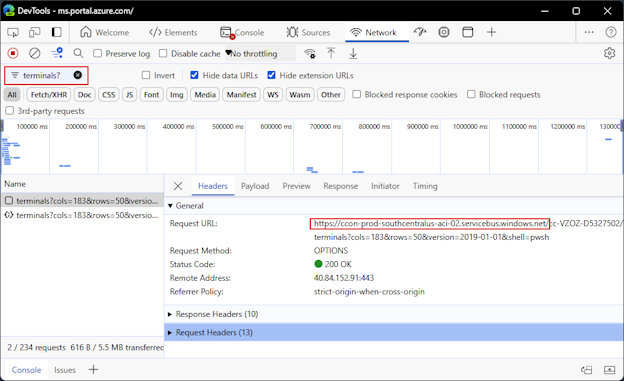 DevTools - ms.portal.azure.com/
Welcome Elements Console Sources Network
Preserve log Disable cache No throttling
terminals? Invert Hide data URLs Hide extension URLs
All Fetch/XHR Doc CSS JS Font Img Media Manifest WS Wasm Other Blocked response cookies Blocked requests
3rd-party requests
100000 ms 200000 ms 300000 ms 400000 ms 500000 ms 600000 ms 700000 ms 800000 ms 900000 ms 1000000 ms 1100000 ms 1200000 ms 130000
Name Headers Payload Preview Response Initiator Timing
terminals?cols=183&rows=50&versio...
terminals?cols=183&rows=50&versio...
General
Request URL: https://ccon-prod-southcentralus-aci-02.servicebus.windows.net/cc-VZOZ-D5327502/
terminals?cols=183&rows=50&version=2019-01-01&shell=pwsh
Request Method: OPTIONS
Status Code: 200 OK
Remote Address: 40.84.152.91:443
Referrer Policy: strict-origin-when-cross-origin
Response Headers (10)
Request Headers (13)
2 / 234 requests 616 B / 5.5 MB transferred
Console Issues